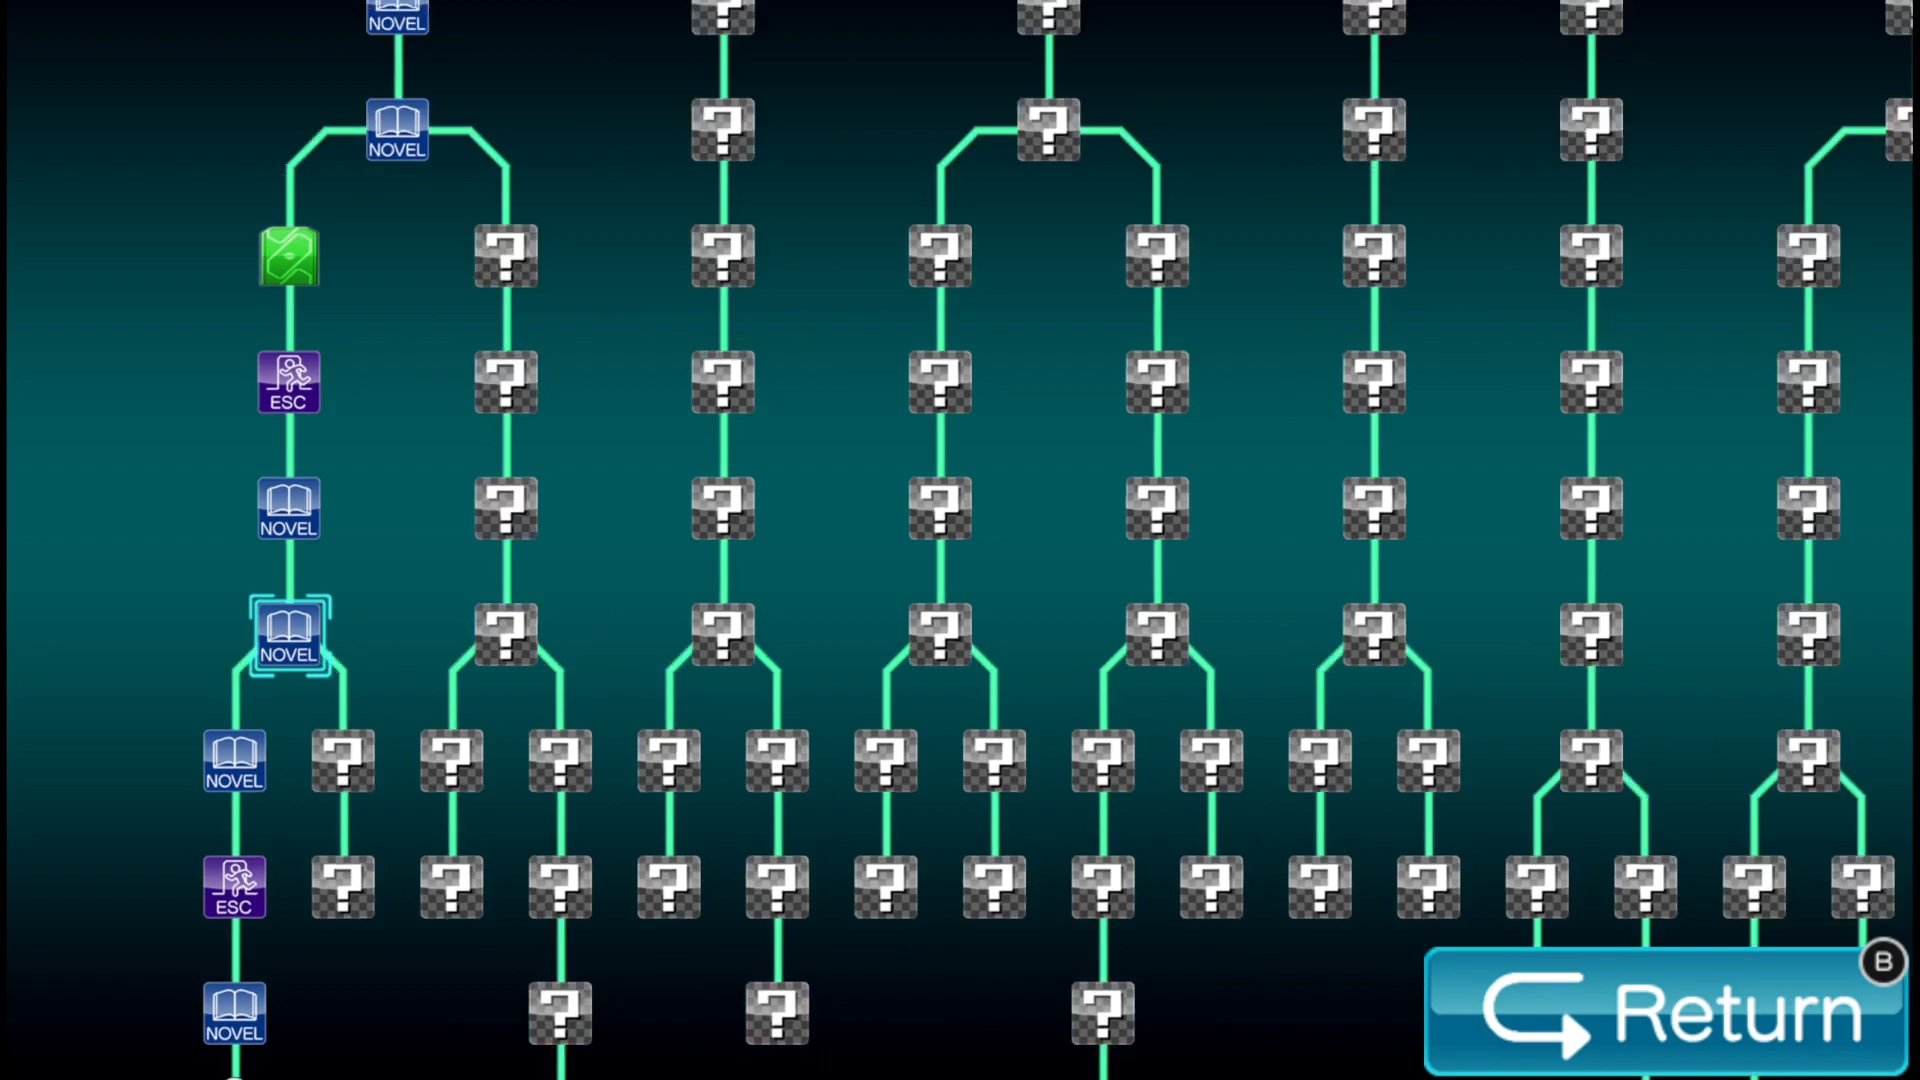 NOVEL ? ? ? ? ?
NOVEL ? ? ? ? ?
? ? ? ? ? ? ?
ESC ? ? ? ? ? ? ?
NOVEL ? ? ? ? ? ? ?
NOVEL ? ? ? ? ? ? ?
NOVEL ? ? ? ? ? ? ? ? ? ? ? ? ?
ESC ? ? ? ? ? ? ? ? ? ? ? ? ? ? ?
B
NOVEL ? ? ? Return